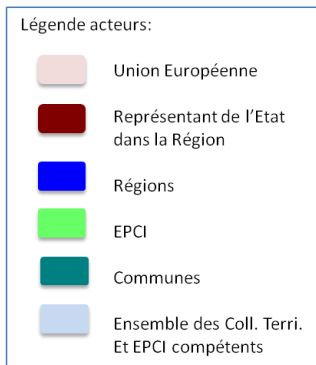 Légende acteurs:
Union Européenne
Représentant de l'Etat
dans la Région
Régions
EPCI
Communes
Ensemble des Coll. Terri.
Et EPCI compétents